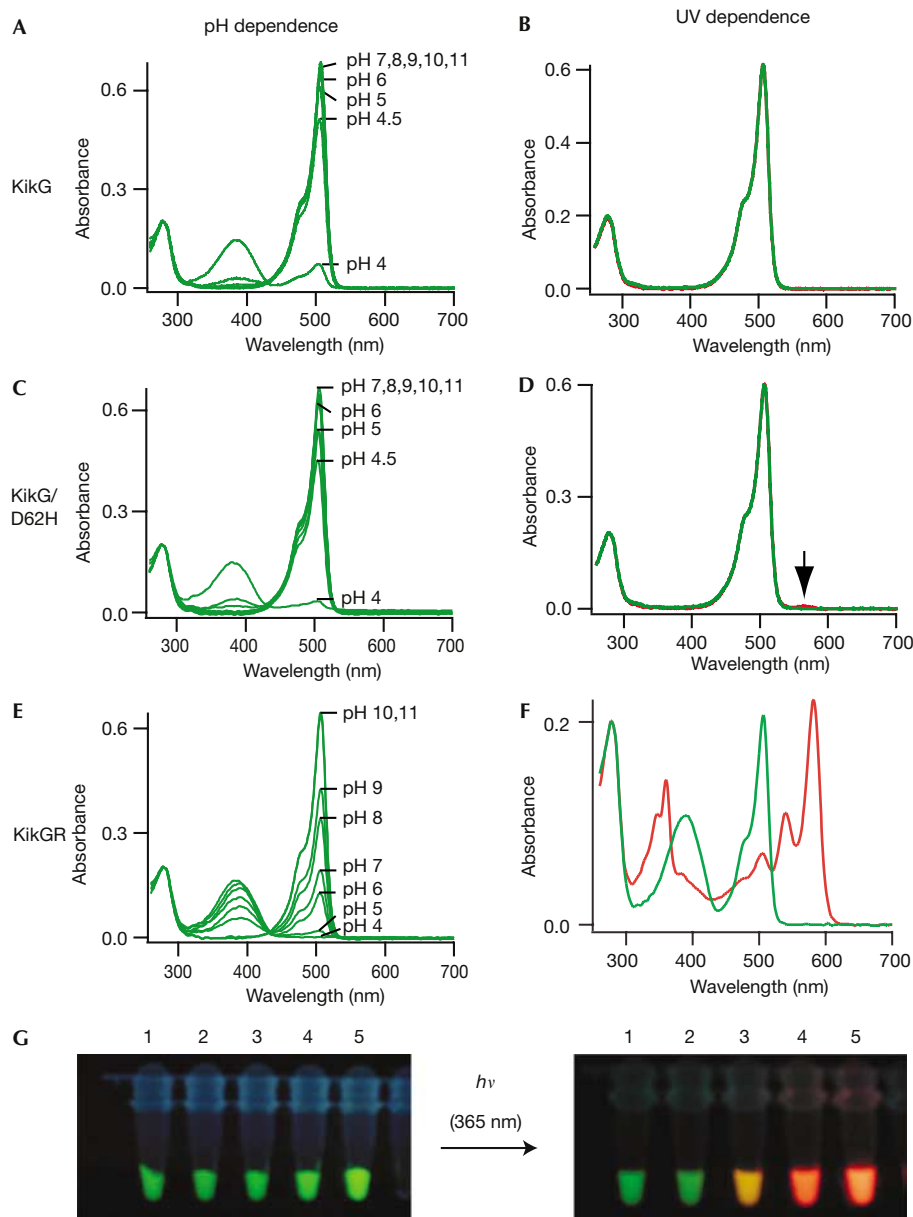 pH dependence
UV dependence
A
KikG
Absorbance
0.6
0.3
0.0
pH 7,8,9,10,11
pH 6
pH 5
pH 4.5
pH 4
300 400 500 600 700
Wavelength (nm)
B
Absorbance
0.6
0.4
0.2
0.0
300 400 500 600 700
Wavelength (nm)
C
KikG/
D62H
Absorbance
0.6
0.3
0.0
pH 7,8,9,10,11
pH 6
pH 5
pH 4.5
pH 4
300 400 500 600 700
Wavelength (nm)
D
Absorbance
0.6
0.3
0.0
300 400 500 600 700
Wavelength (nm)
E
KikGR
Absorbance
0.6
0.3
0.0
pH 10,11
pH 9
pH 8
pH 7
pH 6
pH 5
pH 4
300 400 500 600 700
Wavelength (nm)
F
Absorbance
0.2
0.0
300 400 500 600 700
Wavelength (nm)
G
1 2 3 4 5
hν
(365 nm)
1 2 3 4 5